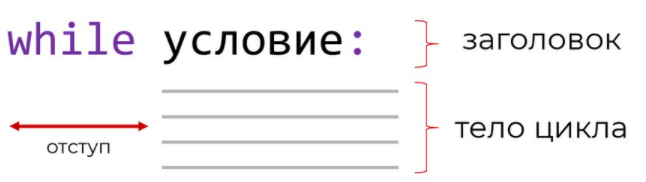 while условие:
заголовок
отступ
тело цикла